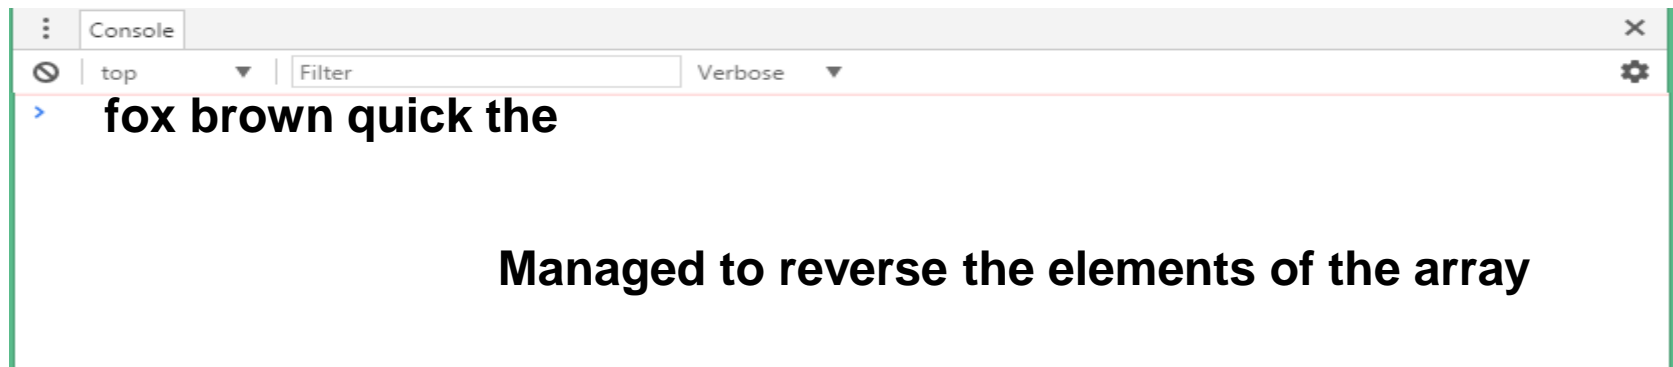 Console
top Filter Verbose
fox brown quick the
Managed to reverse the elements of the array